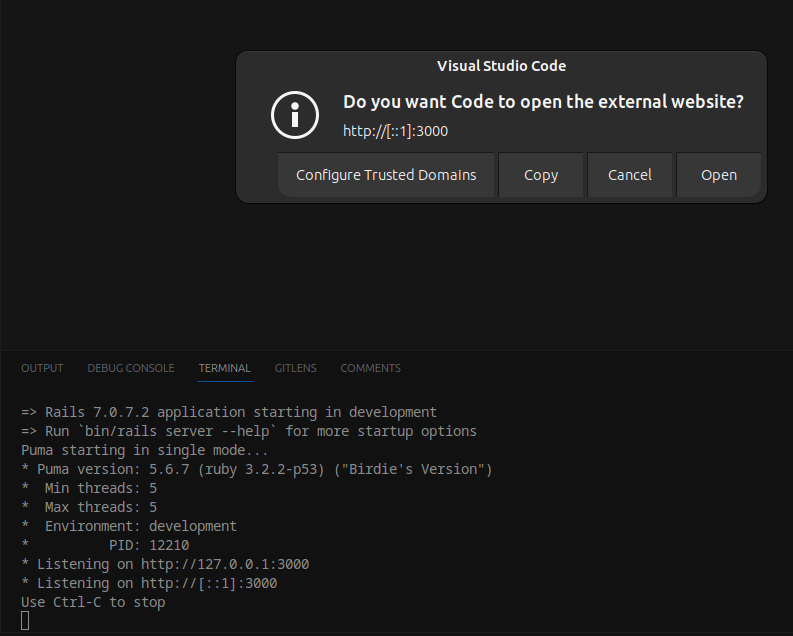 Visual Studio Code
Do you want Code to open the external website?
http://[::1]:3000
Configure Trusted Domains
Copy
Cancel
Open
OUTPUT
DEBUG CONSOLE
TERMINAL
GITLENS
COMMENTS
=> Rails 7.0.7.2 application starting in development
=> Run `bin/rails server --help` for more startup options
Puma starting in single mode...
* Puma version: 5.6.7 (ruby 3.2.2-p53) ("Birdie's Version")
*  Min threads: 5
*  Max threads: 5
*  Environment: development
*          PID: 12210
* Listening on http://127.0.0.1:3000
* Listening on http://[::1]:3000
Use Ctrl-C to stop